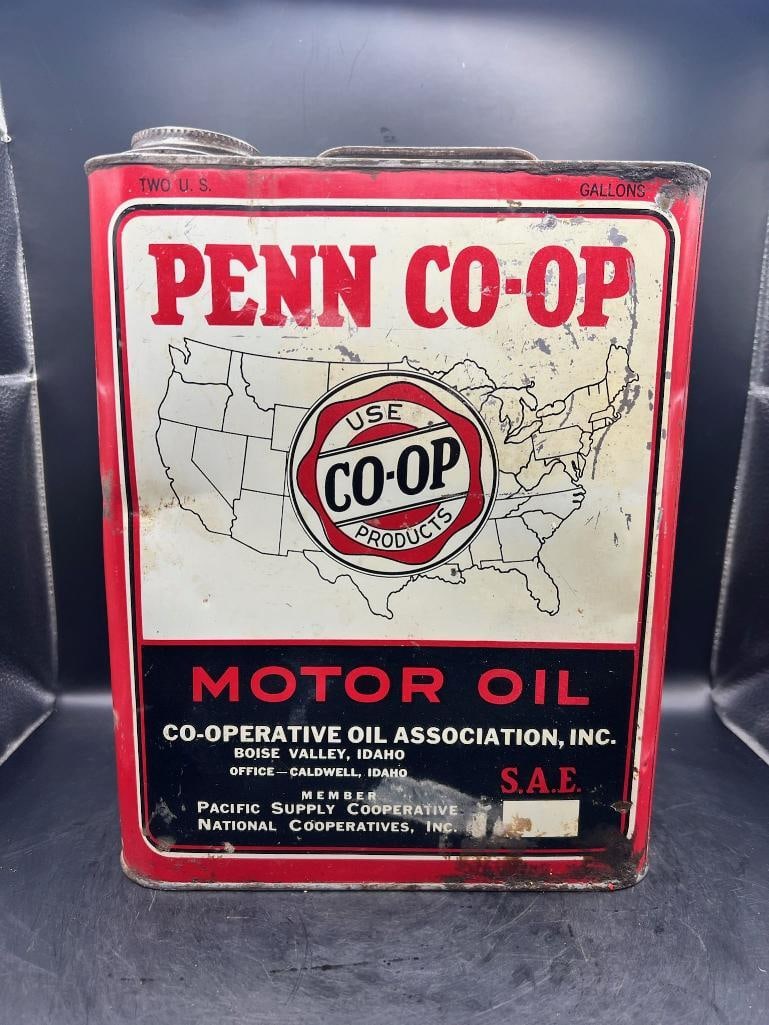 TWO U. S. GALLONS
PENN CO-OP
USE
CO-OP
PRODUCTS
MOTOR OIL
CO-OPERATIVE OIL ASSOCIATION, INC.
BOISE VALLEY, IDAHO
OFFICE—CALDWELL, IDAHO
S.A.E.
MEMBER
PACIFIC SUPPLY COOPERATIVE
NATIONAL COOPERATIVES, INC.